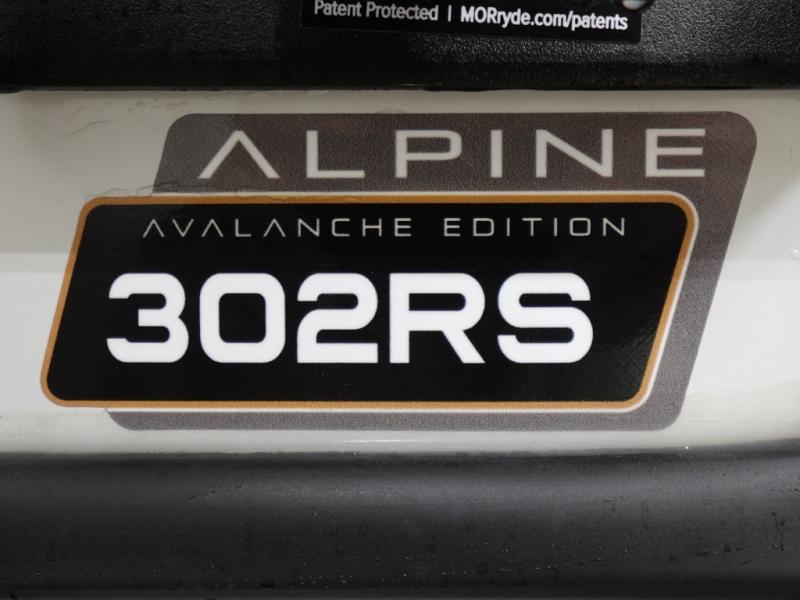 Patent Protected | MORryde.com/patents
ALPINE
AVALANCHE EDITION
302RS